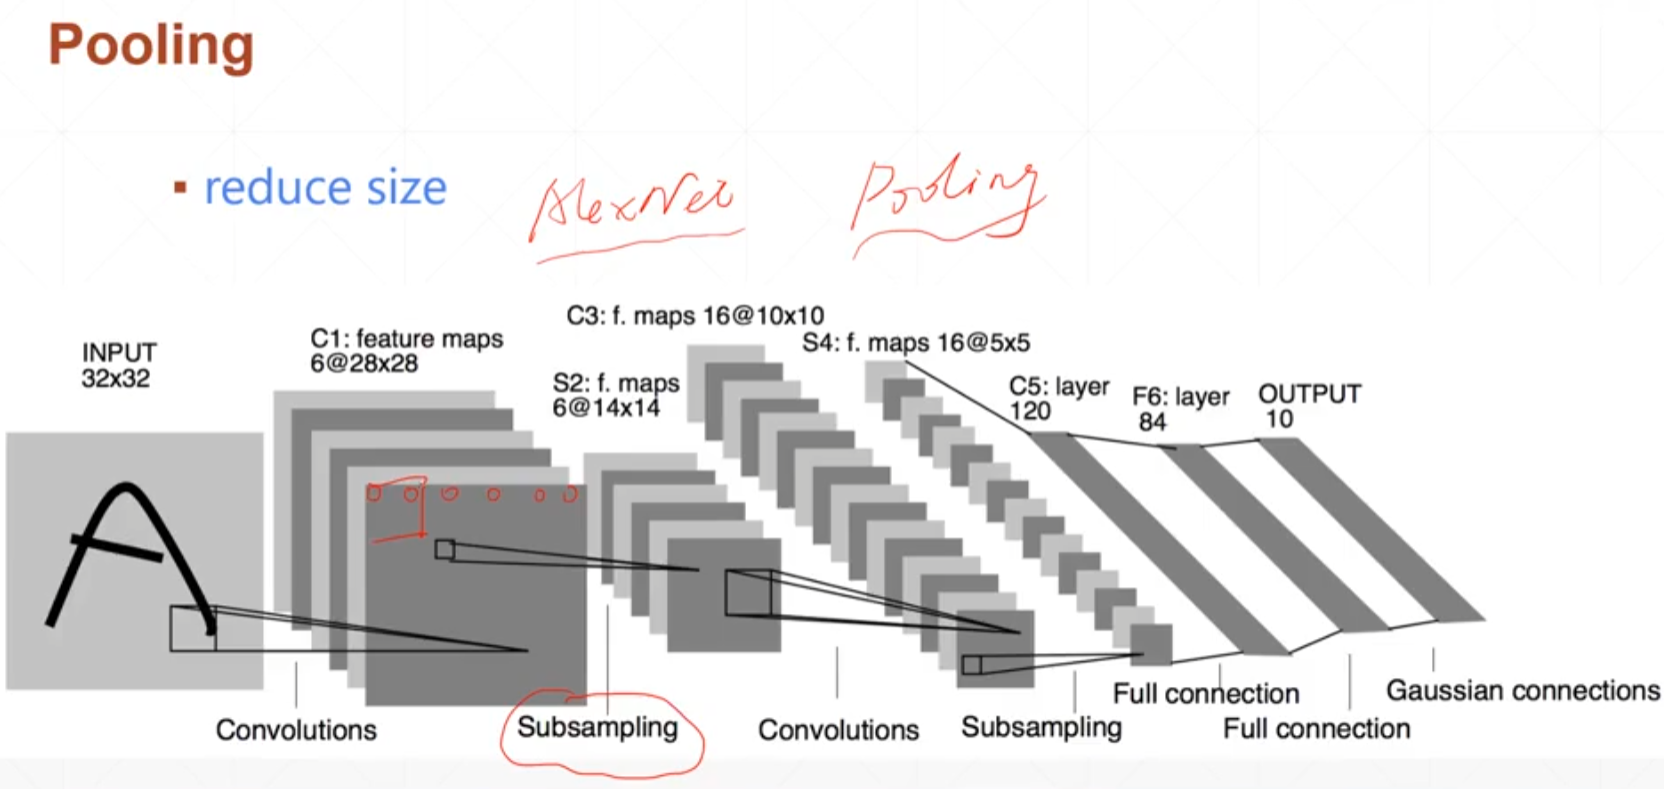 Pooling
▪ reduce size
AlexNet
Pooling
INPUT
32x32
C1: feature maps
6@28x28
C3: f. maps 16@10x10
S2: f. maps
6@14x14
S4: f. maps 16@5x5
C5: layer
120
F6: layer
84
OUTPUT
10
Convolutions
Subsampling
Convolutions
Subsampling
Full connection
Full connection
Gaussian connections